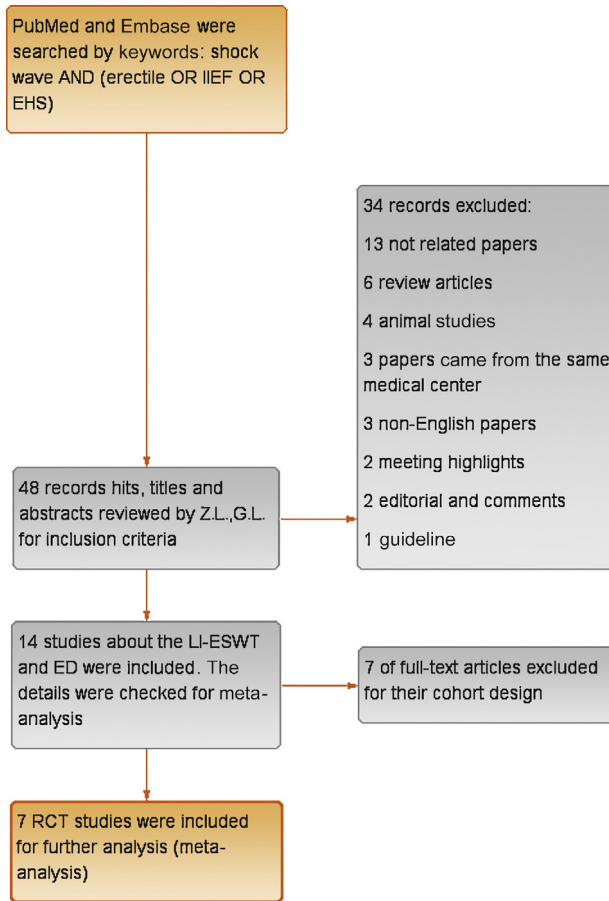 PubMed and Embase were
searched by keywords: shock
wave AND (erectile OR IIEF OR
EHS)
34 records excluded:
13 not related papers
6 review articles
4 animal studies
3 papers came from the same
medical center
3 non-English papers
2 meeting highlights
2 editorial and comments
1 guideline
48 records hits, titles and
abstracts reviewed by Z.L.,G.L.
for inclusion criteria
14 studies about the LI-ESWT
and ED were included. The
details were checked for meta-
analysis
7 of full-text articles excluded
for their cohort design
7 RCT studies were included
for further analysis (meta-
analysis)